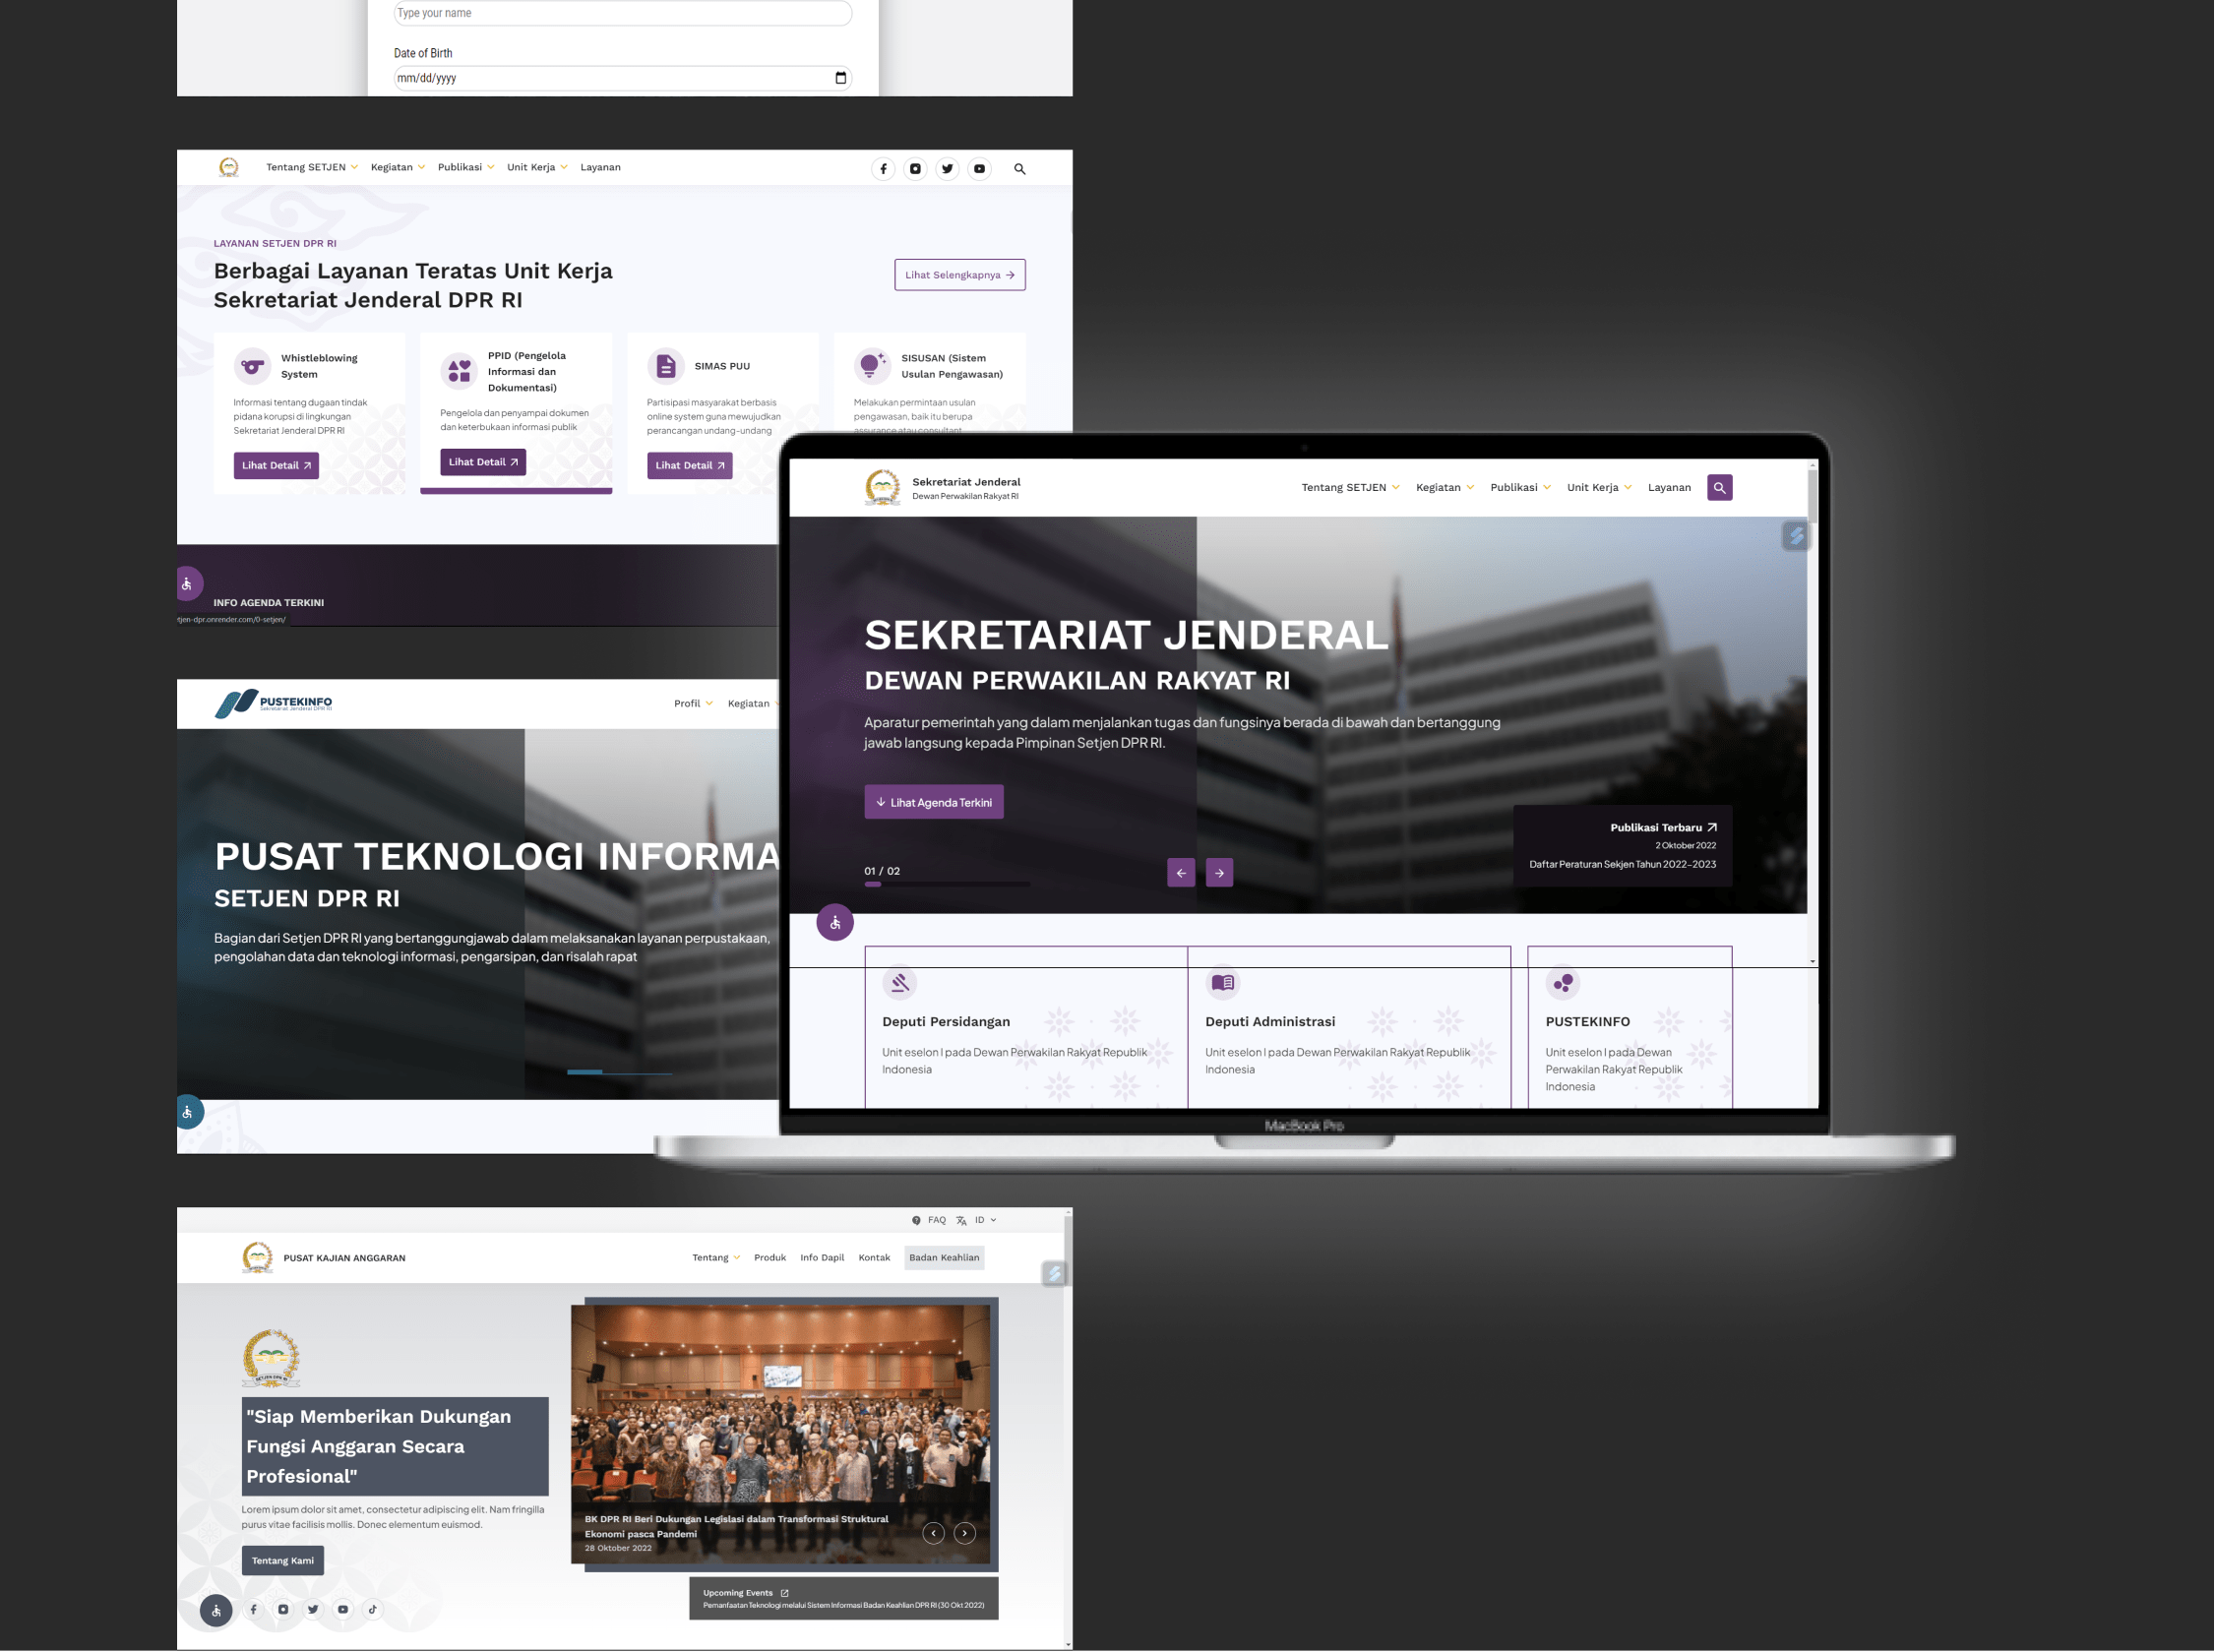 Type your name
Date of Birth
mm/dd/yyyy
Tentang SETJEN
Kegiatan
Publikasi
Unit Kerja
Layanan
LAYANAN SETJEN DPR RI
Berbagai Layanan Teratas Unit Kerja
Sekretariat Jenderal DPR RI
Lihat Selengkapnya
Whistleblowing
System
Informasi tentang dugaan tindak
pidana korupsi di lingkungan
Sekretariat Jenderal DPR RI
Lihat Detail
PPID (Pengelola
Informasi dan
Dokumentasi)
Pengelola dan penyampai dokumen
dan keterbukaan informasi publik
Lihat Detail
SIMAS PUU
Partisipasi masyarakat berbasis
online system guna mewujudkan
perancangan undang-undang
Lihat Detail
SISUSAN (Sistem
Usulan Pengawasan)
Melakukan permintaan usulan
pengawasan, baik itu berupa
assurance atau consultant
INFO AGENDA TERKINI
tjen-dpr.onrender.com/0-setjen/
PUSTEKINFO
Sekretariat Jenderal DPR RI
Profil
Kegiatan
PUSAT TEKNOLOGI INFORMA
SETJEN DPR RI
Bagian dari Setjen DPR RI yang bertanggungjawab dalam melaksanakan layanan perpustakaan,
pengolahan data dan teknologi informasi, pengarsipan, dan risalah rapat
Sekretariat Jenderal
Dewan Perwakilan Rakyat RI
Tentang SETJEN
Kegiatan
Publikasi
Unit Kerja
Layanan
SEKRETARIAT JENDERAL
DEWAN PERWAKILAN RAKYAT RI
Aparatur pemerintah yang dalam menjalankan tugas dan fungsinya berada di bawah dan bertanggung
jawab langsung kepada Pimpinan Setjen DPR RI.
Lihat Agenda Terkini
01 / 02
Publikasi Terbaru
2 Oktober 2022
Daftar Peraturan Sekjen Tahun 2022-2023
Deputi Persidangan
Unit eselon I pada Dewan Perwakilan Rakyat Republik
Indonesia
Deputi Administrasi
Unit eselon I pada Dewan Perwakilan Rakyat Republik
Indonesia
PUSTEKINFO
Unit eselon I pada Dewan
Perwakilan Rakyat Republik
Indonesia
MacBook Pro
FAQ
ID
PUSAT KAJIAN ANGGARAN
Tentang
Produk
Info Dapil
Kontak
Badan Keahlian
SETJEN DPR RI
"Siap Memberikan Dukungan
Fungsi Anggaran Secara
Profesional"
Lorem ipsum dolor sit amet, consectetur adipiscing elit. Nam fringilla
purus vitae facilisis mollis. Donec elementum euismod.
Tentang Kami
BK DPR RI Beri Dukungan Legislasi dalam Transformasi Struktural
Ekonomi pasca Pandemi
28 Oktober 2022
Upcoming Events
Pemanfaatan Teknologi melalui Sistem Informasi Badan Keahlian DPR RI (30 Okt 2022)